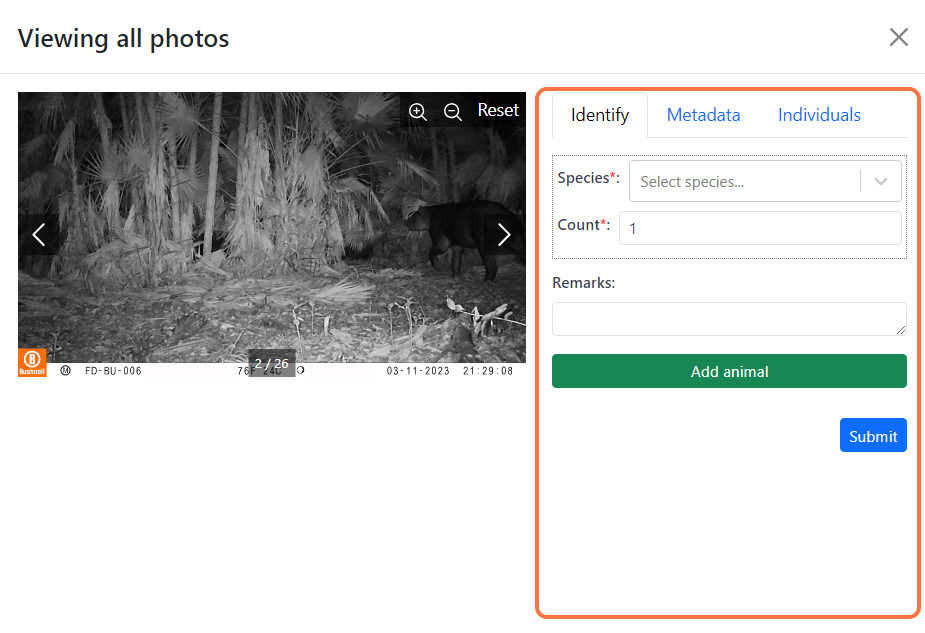 Viewing all photos
Reset
2 / 26
Bushnell
M FD-BU-006
24C
03-11-2023 21:29:08
Identify Metadata Individuals
Species*:
Select species...
Count*:
1
Remarks:
Add animal
Submit